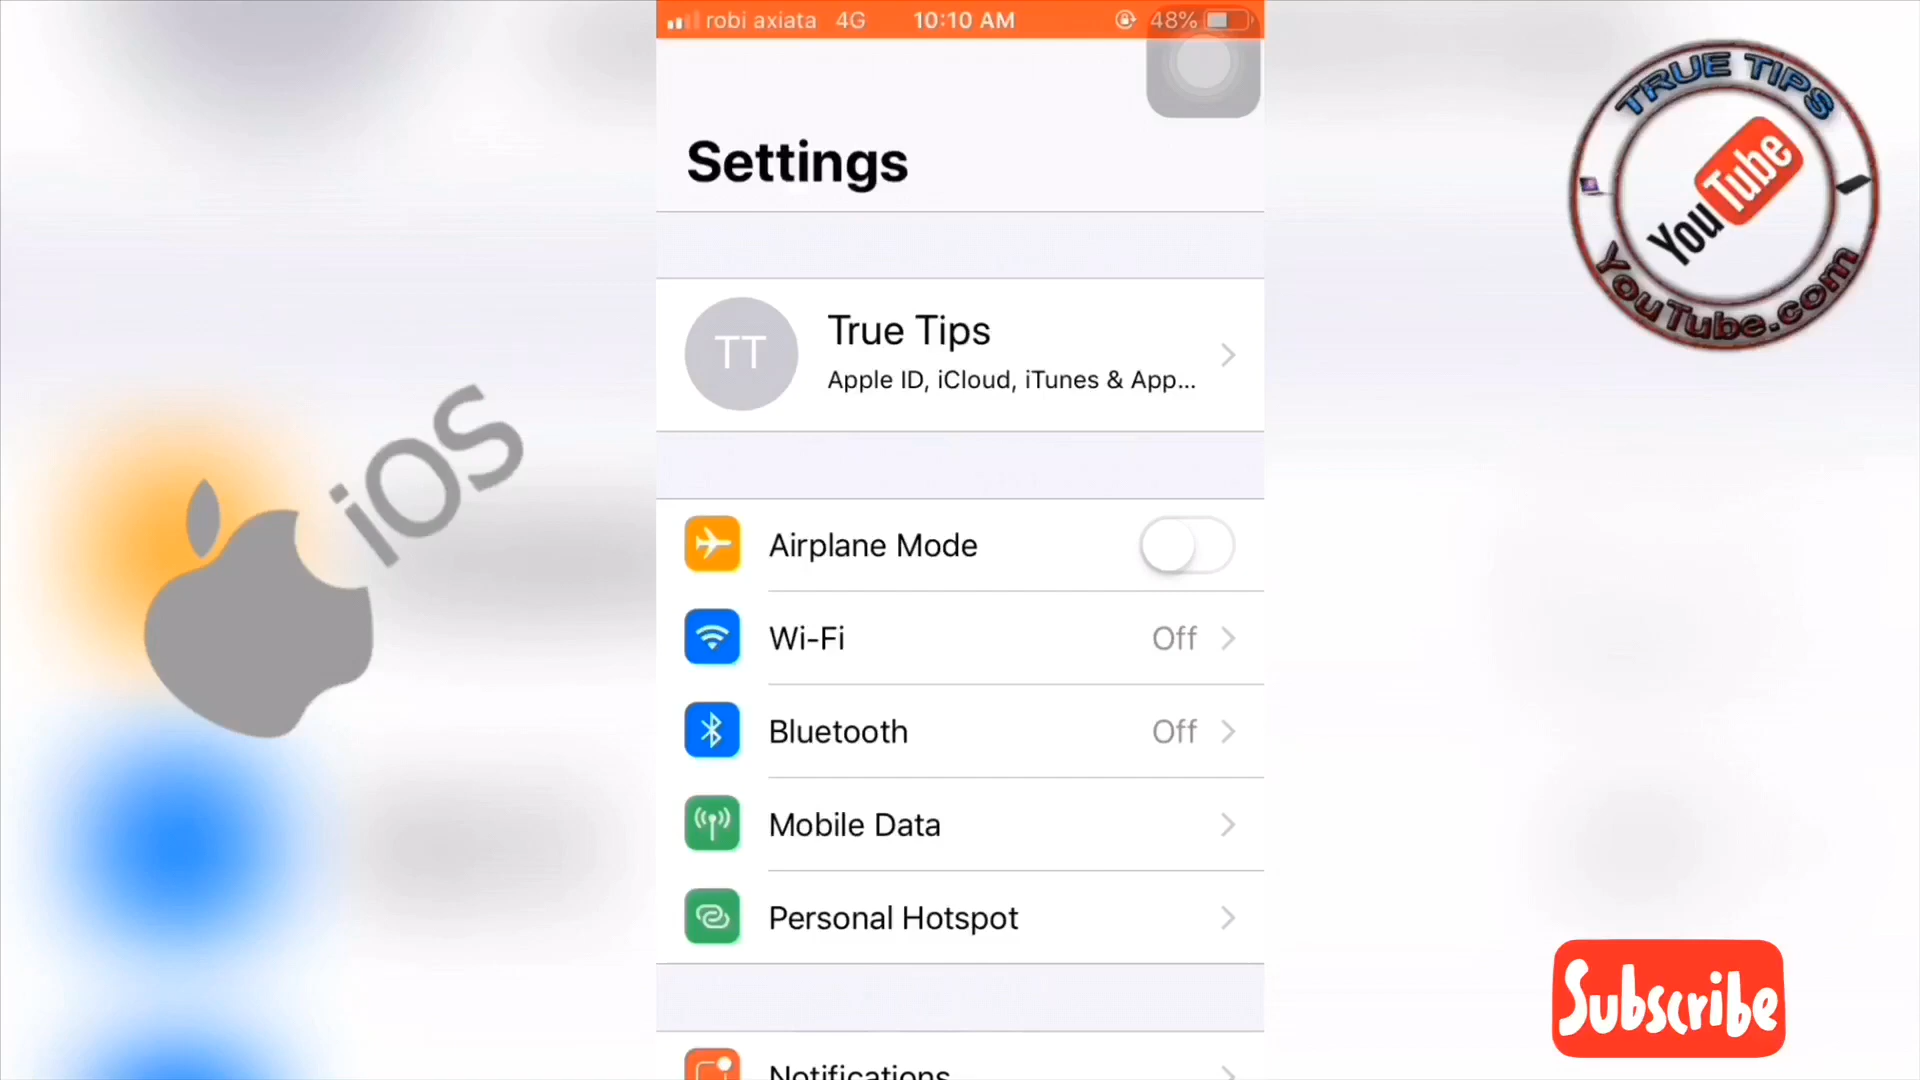 robi axiata 4G 10:10 AM 48%
Settings
TT
True Tips
Apple ID, iCloud, iTunes & App...
Airplane Mode
Wi-Fi Off
Bluetooth Off
Mobile Data
Personal Hotspot
Notifications
iOS
TRUE TIPS
YouTube
YouTube.com
Subscribe